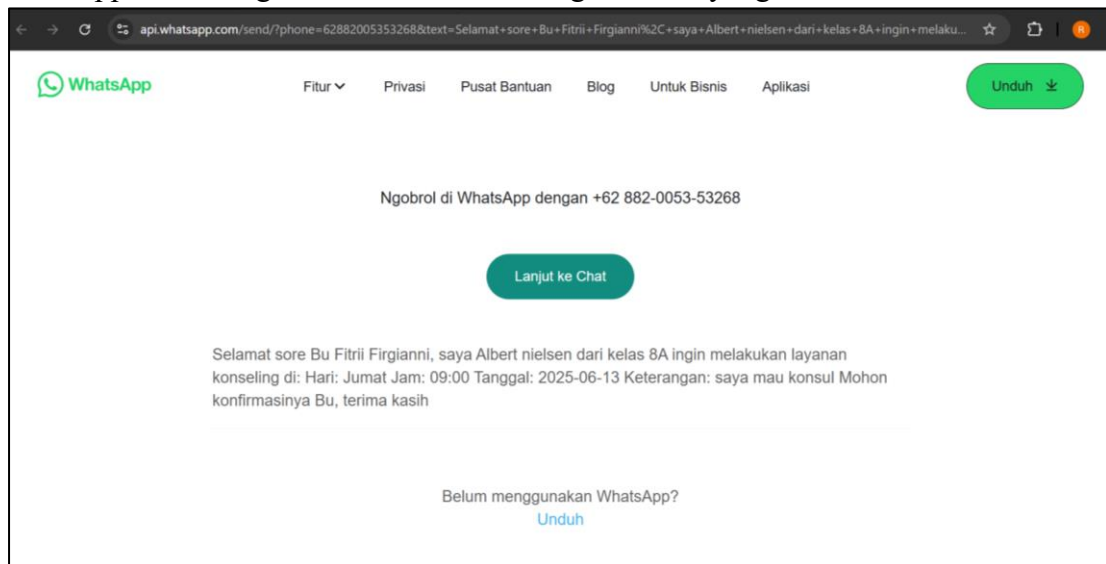 api.whatsapp.com/send/?phone=6288200535​3268&text=Selamat+sore+Bu+Fitrii+Firgianni%2C+saya+Albert+nielsen+dari+kelas+8A+ingin+melaku...
R
WhatsApp
Fitur Privasi Pusat Bantuan Blog Untuk Bisnis Aplikasi
Unduh
Ngobrol di WhatsApp dengan +62 882-0053-53268
Lanjut ke Chat
Selamat sore Bu Fitrii Firgianni, saya Albert nielsen dari kelas 8A ingin melakukan layanan
konseling di: Hari: Jumat Jam: 09:00 Tanggal: 2025-06-13 Keterangan: saya mau konsul Mohon
konfirmasinya Bu, terima kasih
Belum menggunakan WhatsApp?
Unduh